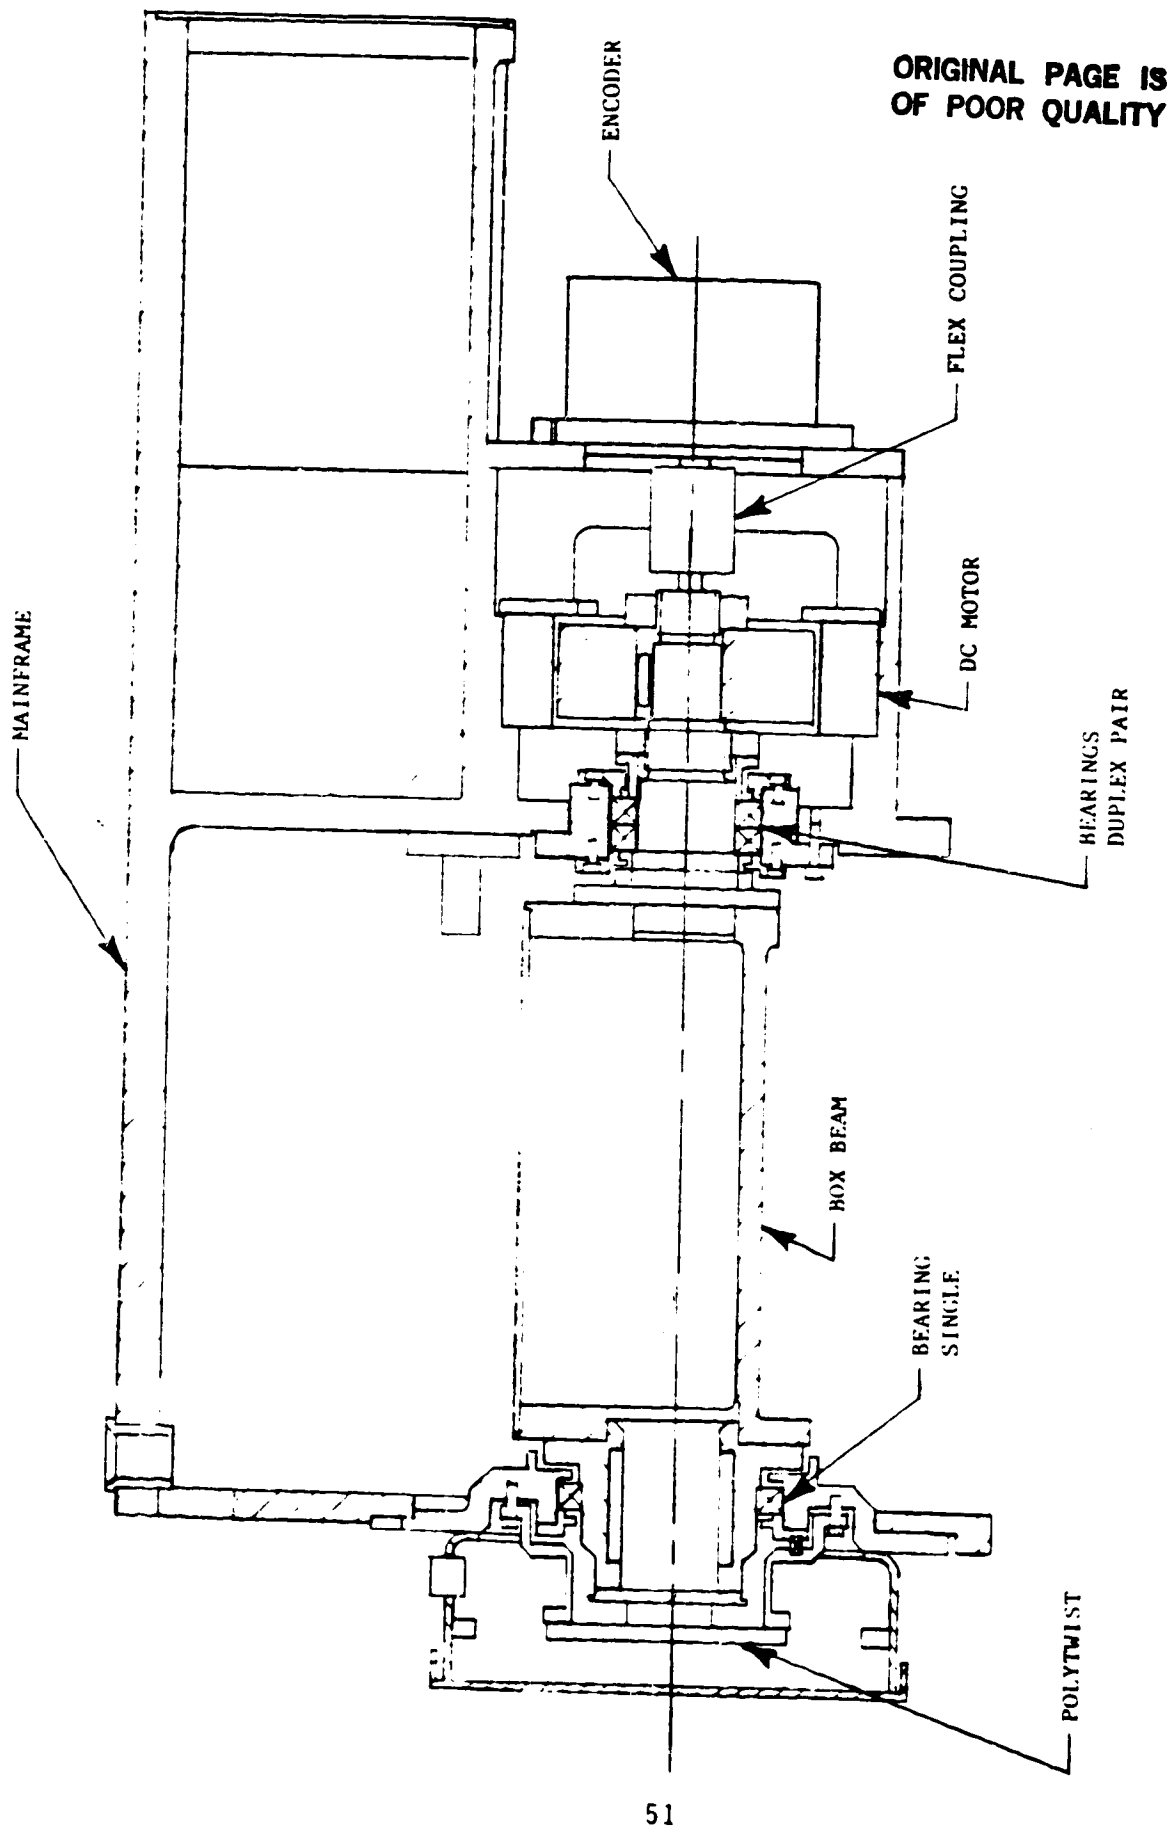 ORIGINAL PAGE IS
OF POOR QUALITY
ENCODER
FLEX COUPLING
MAINFRAME
DC MOTOR
BEARINGS
DUPLEX PAIR
BOX BEAM
BEARING
SINGLE
POLYTWIST
51